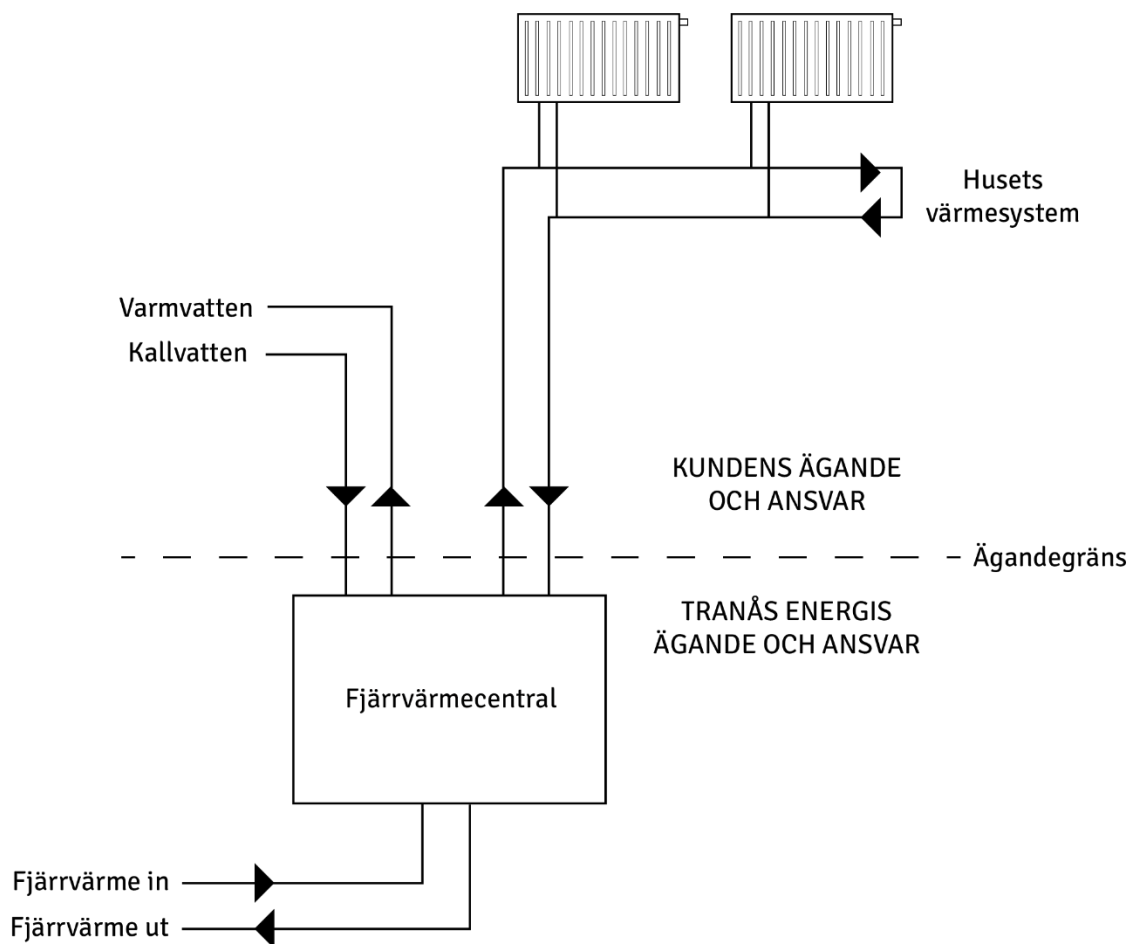 Husets
värmesystem
Varmvatten
Kallvatten
KUNDENS ÄGANDE
OCH ANSVAR
Ägandegräns
TRANÅS ENERGIS
ÄGANDE OCH ANSVAR
Fjärrvärmecentral
Fjärrvärme in
Fjärrvärme ut